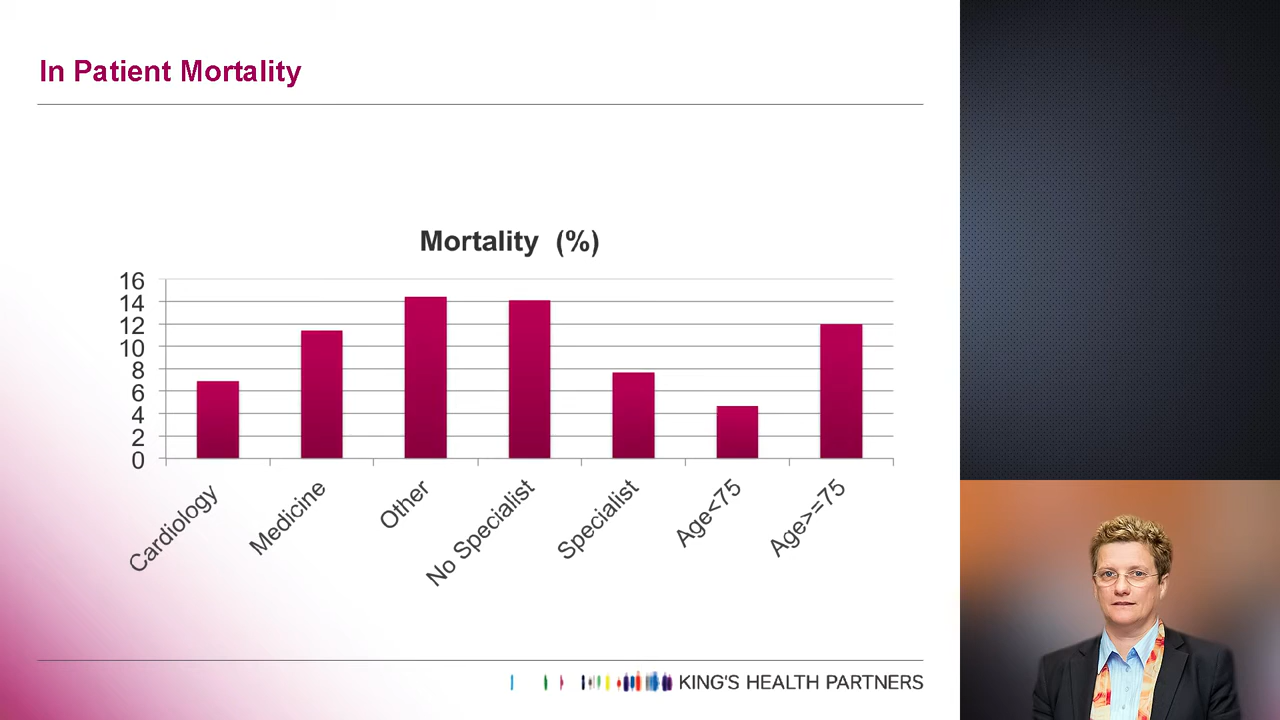 In Patient Mortality
Mortality (%)
16
14
12
10
8
6
4
2
0
Cardiology
Medicine
Other
No Specialist
Specialist
Age<75
Age>=75
KING'S HEALTH PARTNERS